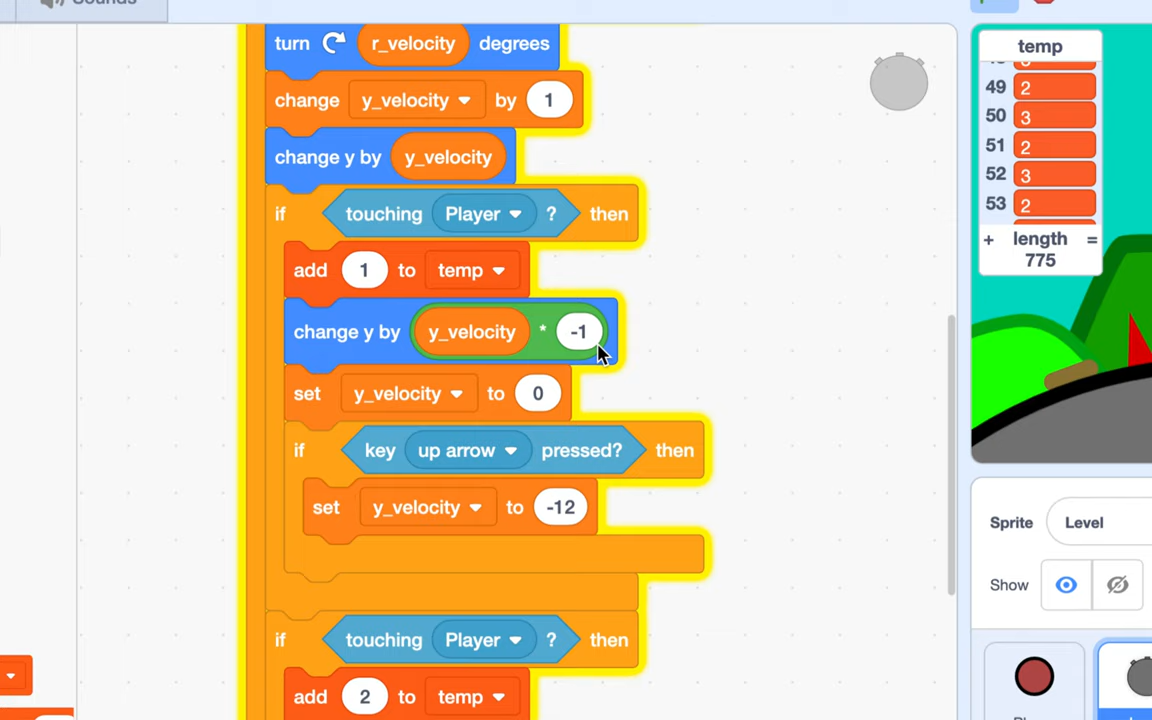 Sounds
turn r_velocity degrees
change y_velocity by 1
change y by y_velocity
if touching Player ? then
add 1 to temp
change y by y_velocity * -1
set y_velocity to 0
if key up arrow pressed? then
set y_velocity to -12
if touching Player ? then
add 2 to temp
temp
49 2
50 3
51 2
52 3
53 2
+ length =
775
Sprite Level
Show